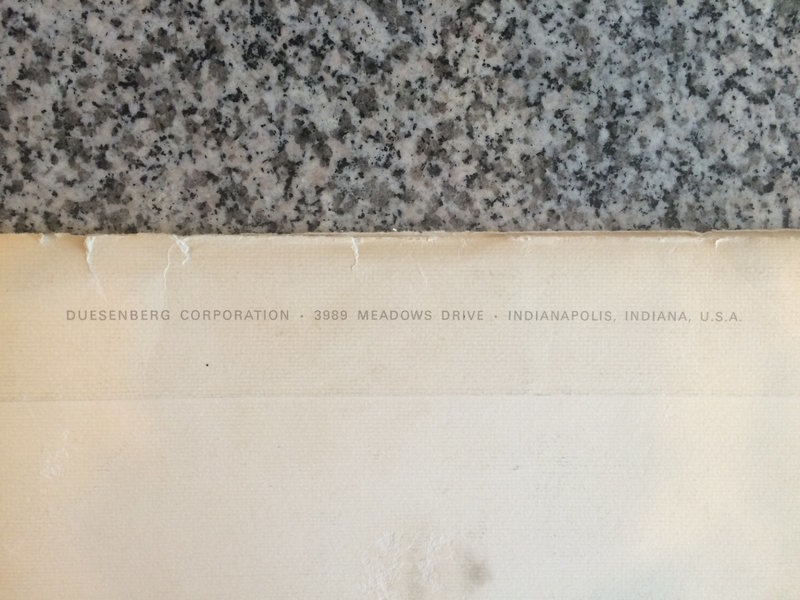 DUESENBERG CORPORATION · 3989 MEADOWS DRIVE · INDIANAPOLIS, INDIANA, U.S.A.